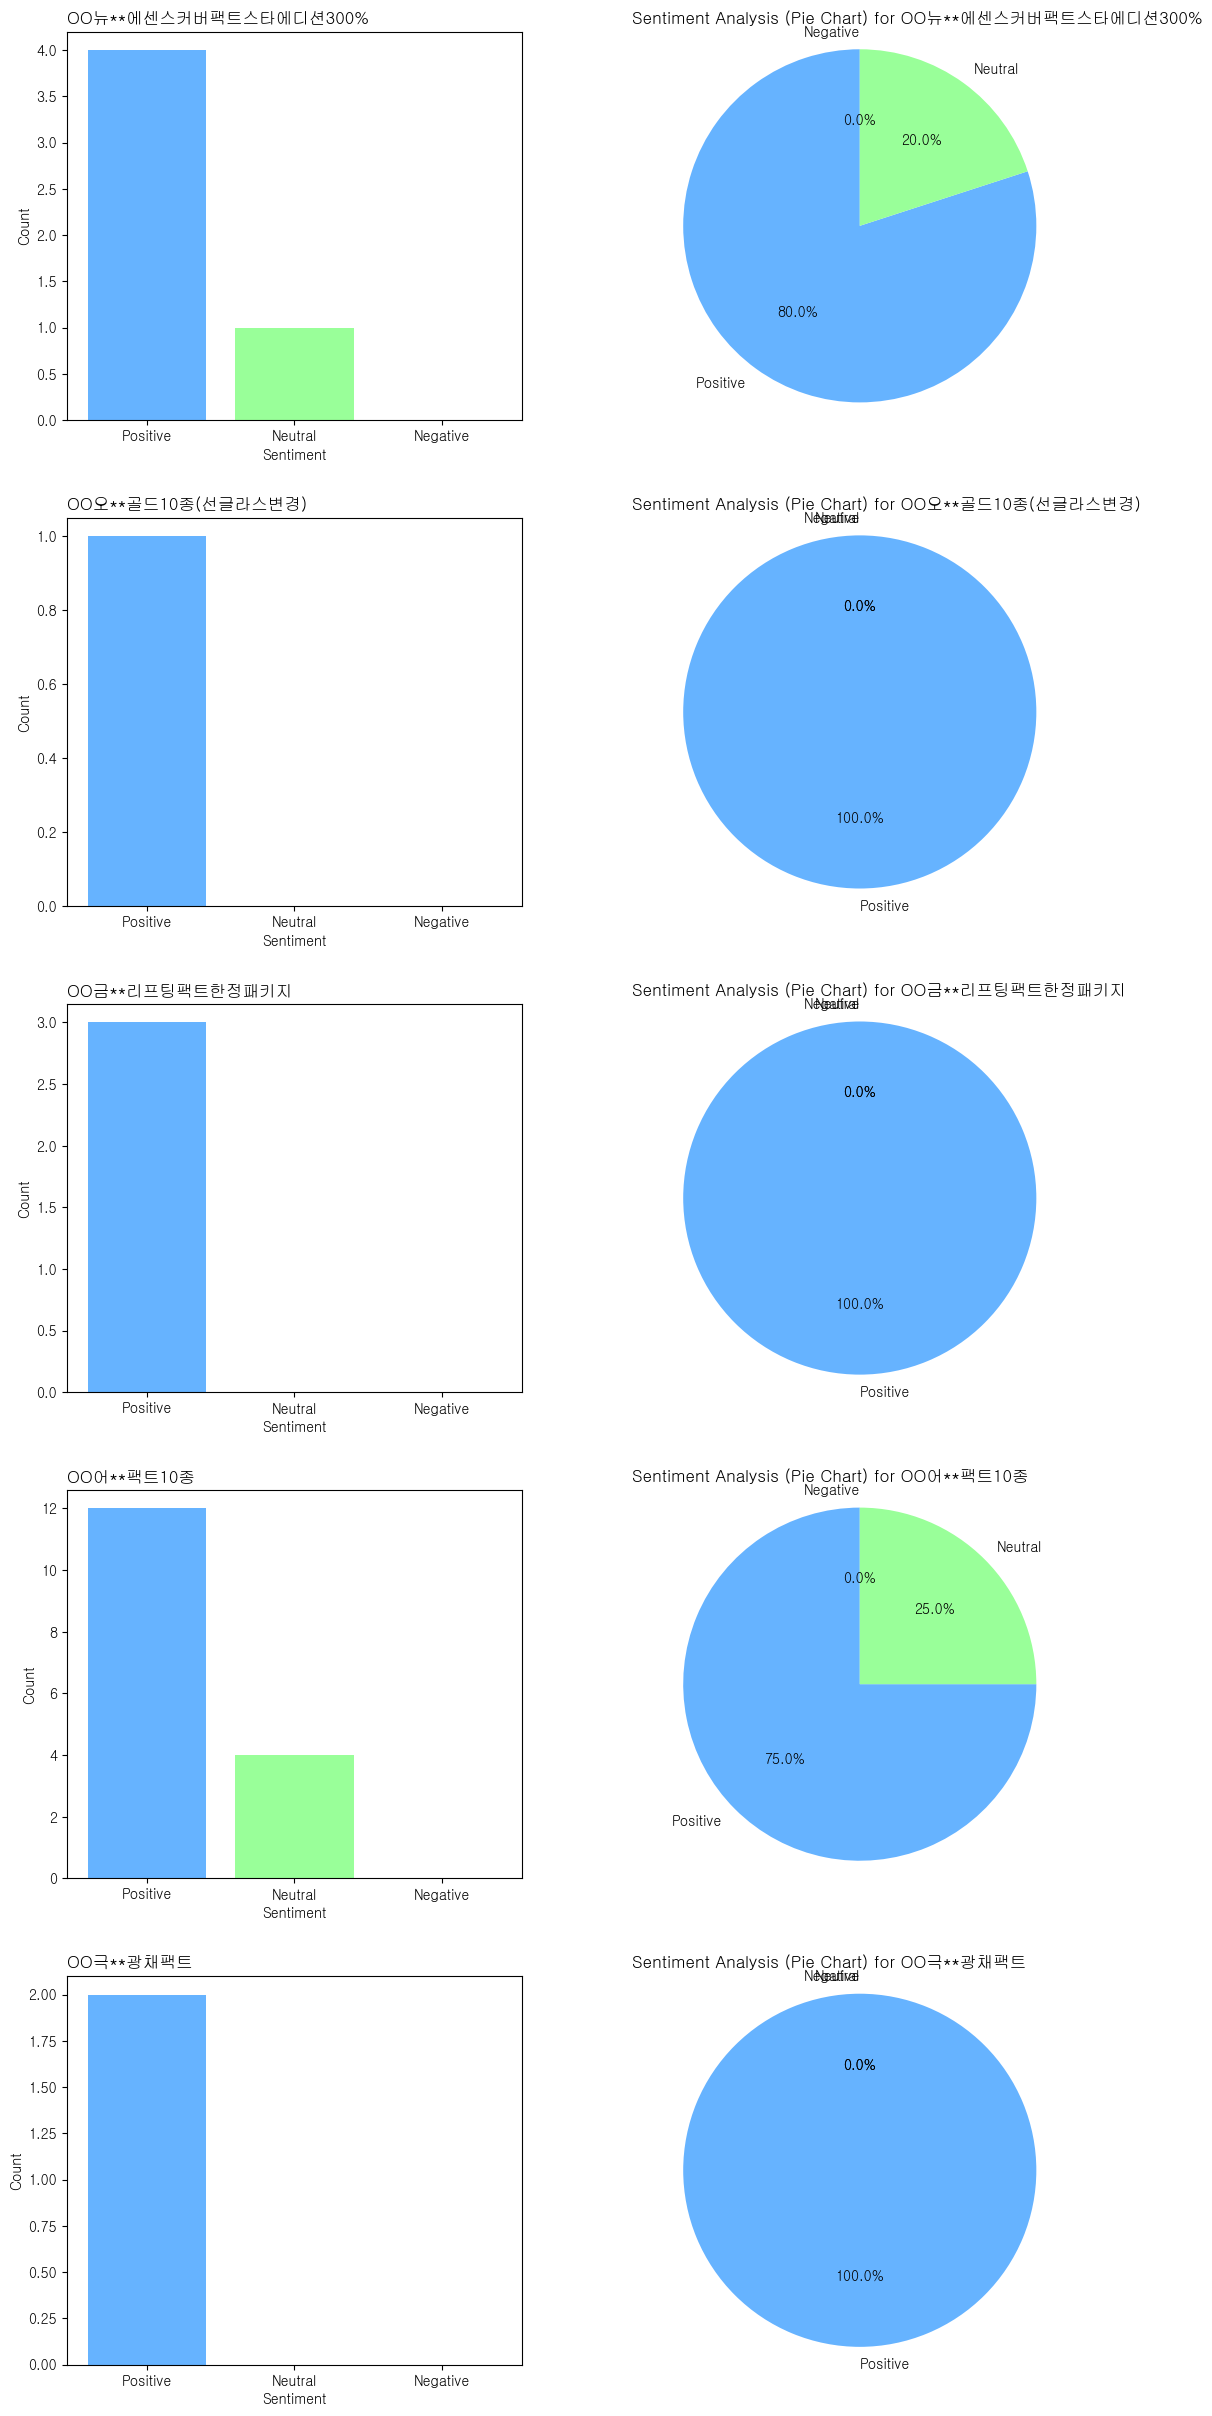 OO뉴**에센스커버팩트스타에디션300%
4.0
3.5
3.0
2.5
2.0
1.5
1.0
0.5
0.0
Count
Positive
Neutral
Negative
Sentiment
Sentiment Analysis (Pie Chart) for OO뉴**에센스커버팩트스타에디션300%
Negative
Neutral
0.0%
20.0%
80.0%
Positive
OO오**골드10종(선글라스변경)
1.0
0.8
0.6
0.4
0.2
0.0
Count
Positive
Neutral
Negative
Sentiment
Sentiment Analysis (Pie Chart) for OO오**골드10종(선글라스변경)
Negative
Neutral
0.0%
100.0%
Positive
OO금**리프팅팩트한정패키지
3.0
2.5
2.0
1.5
1.0
0.5
0.0
Count
Positive
Neutral
Negative
Sentiment
Sentiment Analysis (Pie Chart) for OO금**리프팅팩트한정패키지
Negative
Neutral
0.0%
100.0%
Positive
OO어**팩트10종
12
10
8
6
4
2
0
Count
Positive
Neutral
Negative
Sentiment
Sentiment Analysis (Pie Chart) for OO어**팩트10종
Negative
Neutral
0.0%
25.0%
75.0%
Positive
OO극**광채팩트
2.00
1.75
1.50
1.25
1.00
0.75
0.50
0.25
0.00
Count
Positive
Neutral
Negative
Sentiment
Sentiment Analysis (Pie Chart) for OO극**광채팩트
Negative
Neutral
0.0%
100.0%
Positive